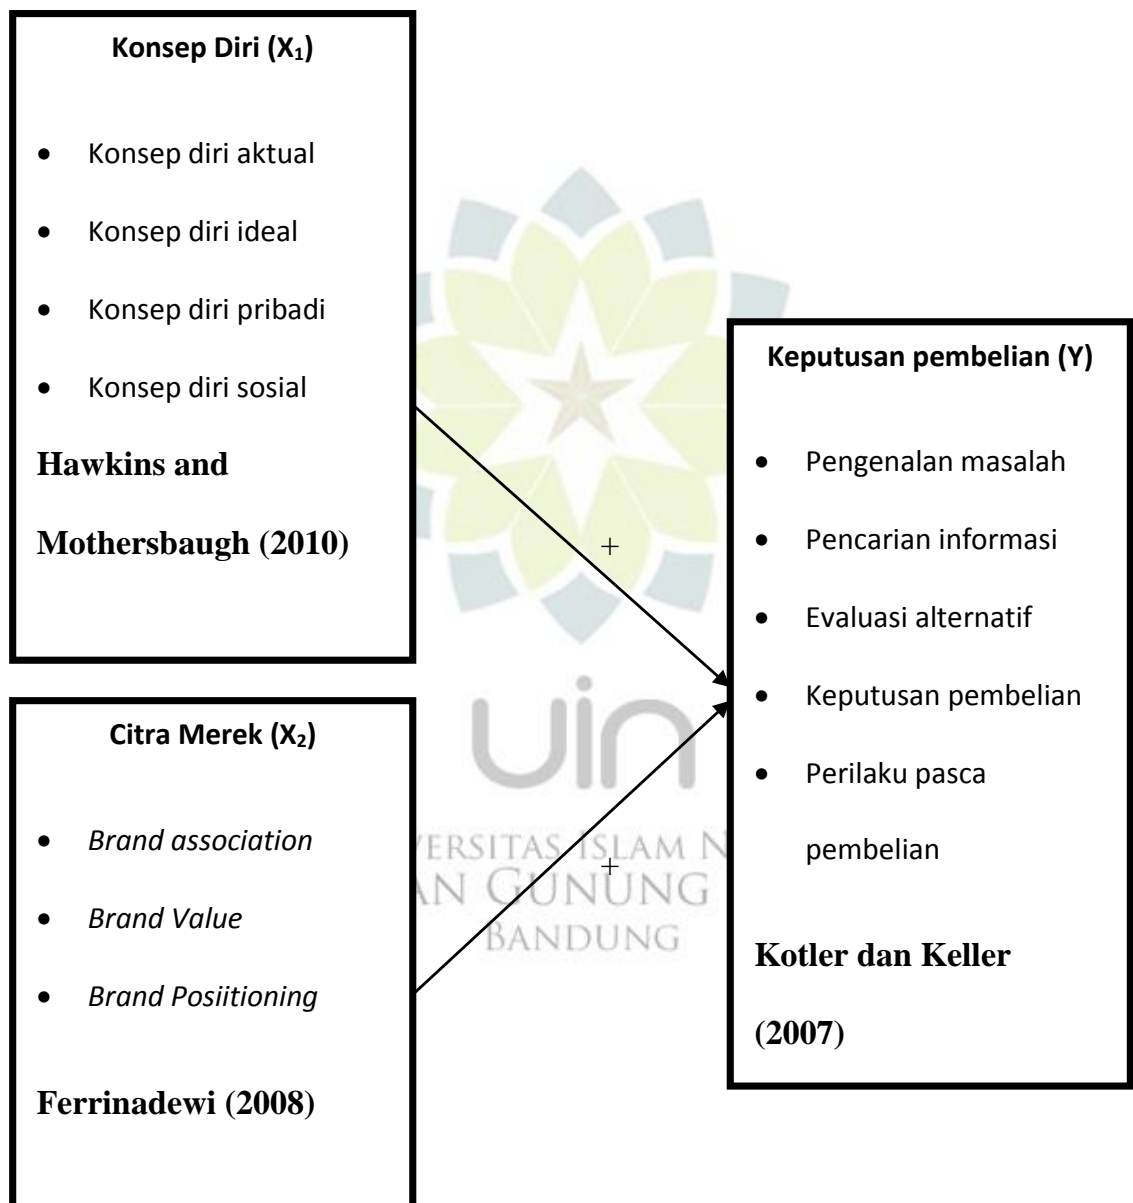 Konsep Diri (X₁)
• Konsep diri aktual
• Konsep diri ideal
• Konsep diri pribadi
• Konsep diri sosial
Hawkins and
Mothersbaugh (2010)
Citra Merek (X₂)
• Brand association
• Brand Value
• Brand Posiitioning
Ferrinadewi (2008)
+
+
Keputusan pembelian (Y)
• Pengenalan masalah
• Pencarian informasi
• Evaluasi alternatif
• Keputusan pembelian
• Perilaku pasca
pembelian
Kotler dan Keller
(2007)
uin
ISLAM
GUNUNG
BANDUNG